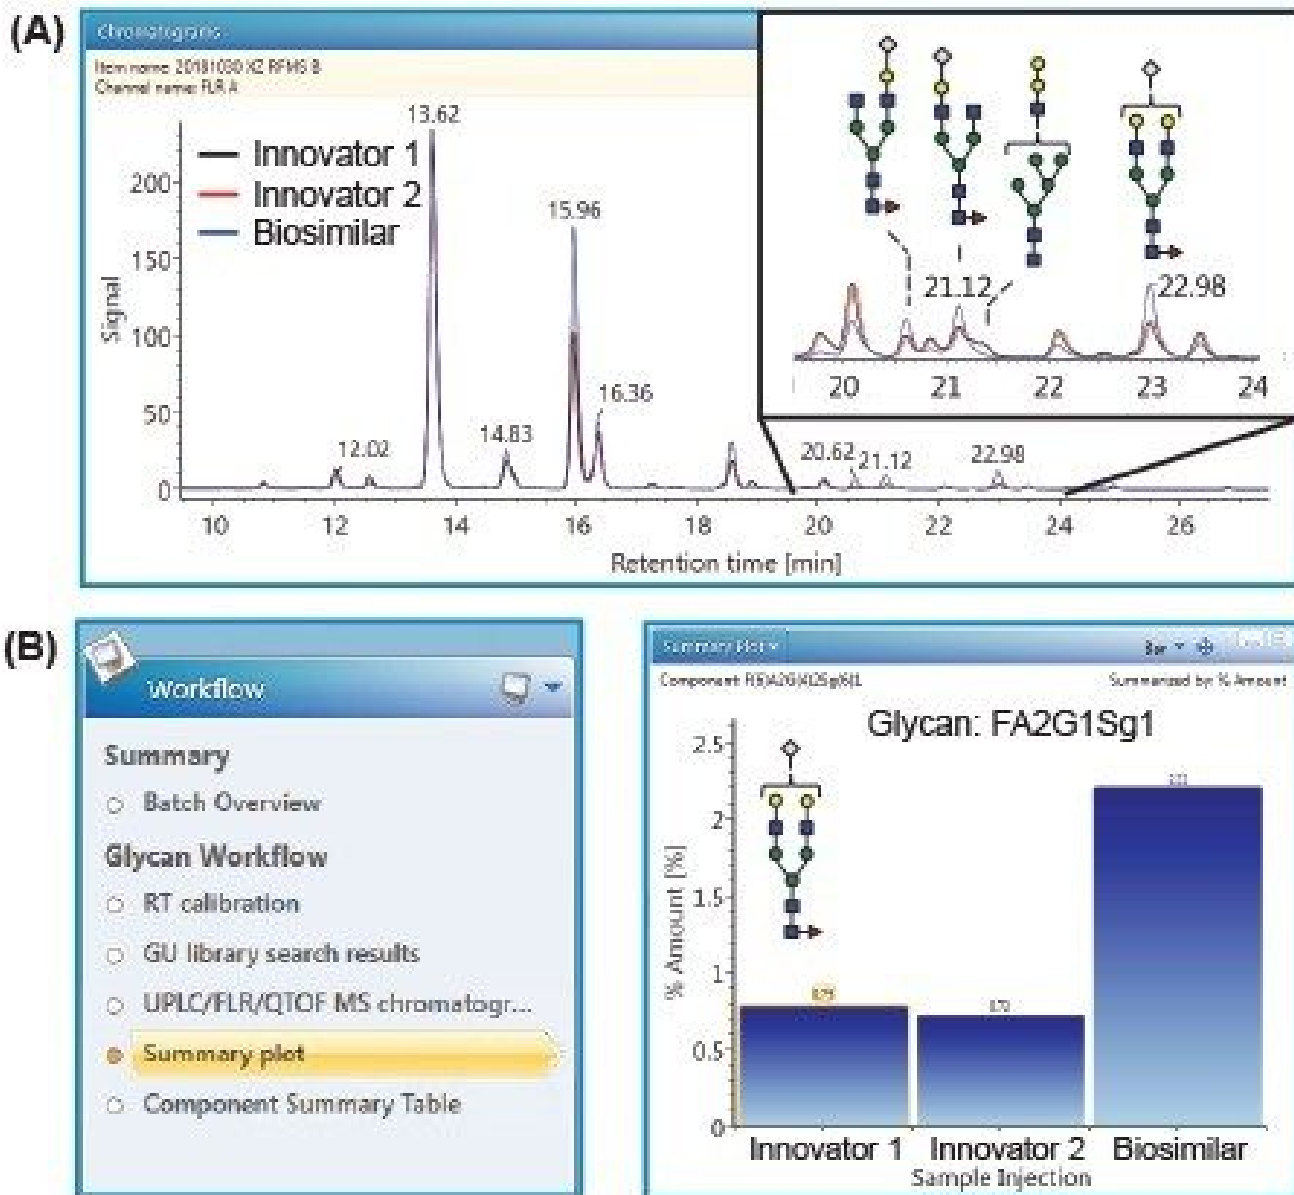 (A)
Chromatograms
Item name: 20181030 XZ RFMS B
Channel name: FLR A
Innovator 1
Innovator 2
Biosimilar
13.62
12.02
14.83
15.96
16.36
20.62
21.12
22.98
Signal
200
150
100
50
0
10 12 14 16 18 20 22 24 26
Retention time [min]
21.12
22.98
20 21 22 23 24
(B)
Workflow
Summary
Batch Overview
Glycan Workflow
RT calibration
GU library search results
UPLC/FLR/QTOF MS chromatogr...
Summary plot
Component Summary Table
Summary Plot
Bar
Component:
Summarized by: % Amount
Glycan: FA2G1Sg1
% Amount [%]
2.5
2
1.5
1
0.5
0
Innovator 1 Innovator 2 Biosimilar
Sample Injection